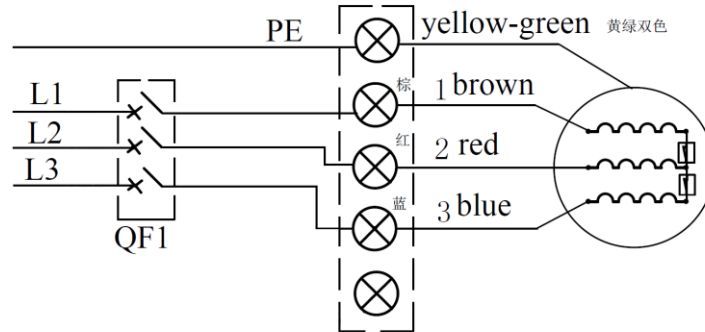 PE
yellow-green 黄绿双色
L1
棕
1 brown
L2
红
2 red
L3
蓝
3 blue
QF1